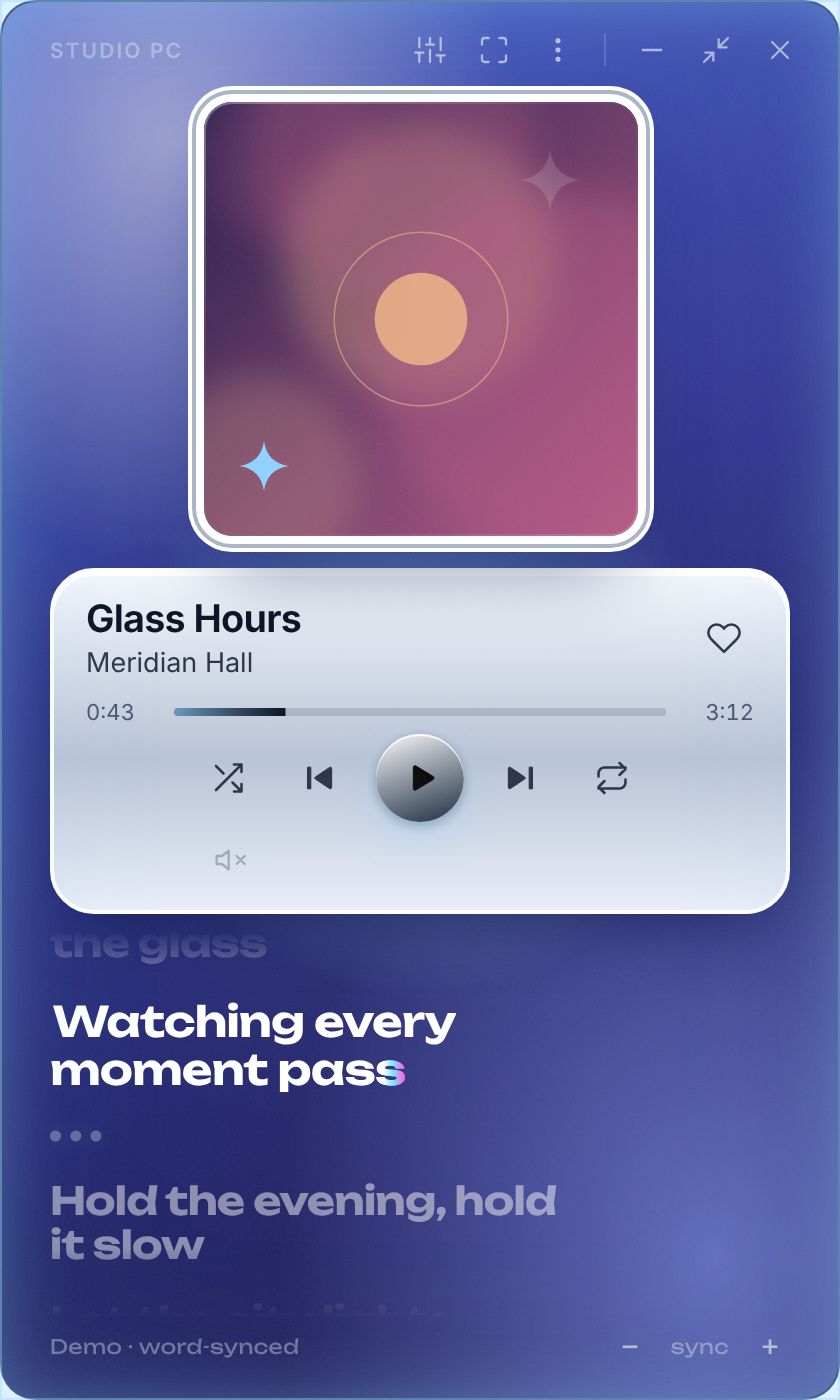 STUDIO PC
Glass Hours
Meridian Hall
0:43
3:12
the glass
Watching every
moment pass
Hold the evening, hold
it slow
Demo · word-synced
− sync +